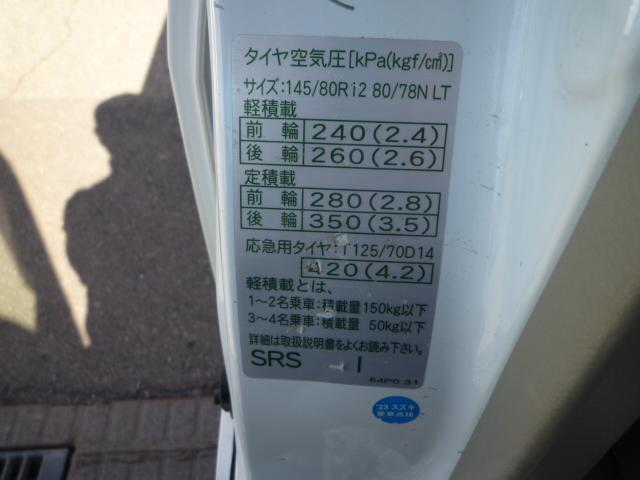 タイヤ空気圧[kPa(kgf/c㎡)]
サイズ:145/80R12 80/78N LT
軽積載
前 輪 240(2.4)
後 輪 260(2.6)
定積載
前 輪 280(2.8)
後 輪 350(3.5)
応急用タイヤ:T125/70D14
420(4.2)
軽積載とは、
1~2名乗車:積載量150kg以下
3~4名乗車:積載量 50kg以下
詳細は取扱説明書をよくお読み下さい。
SRS
64P0 31
'23 スズキ
愛車点検